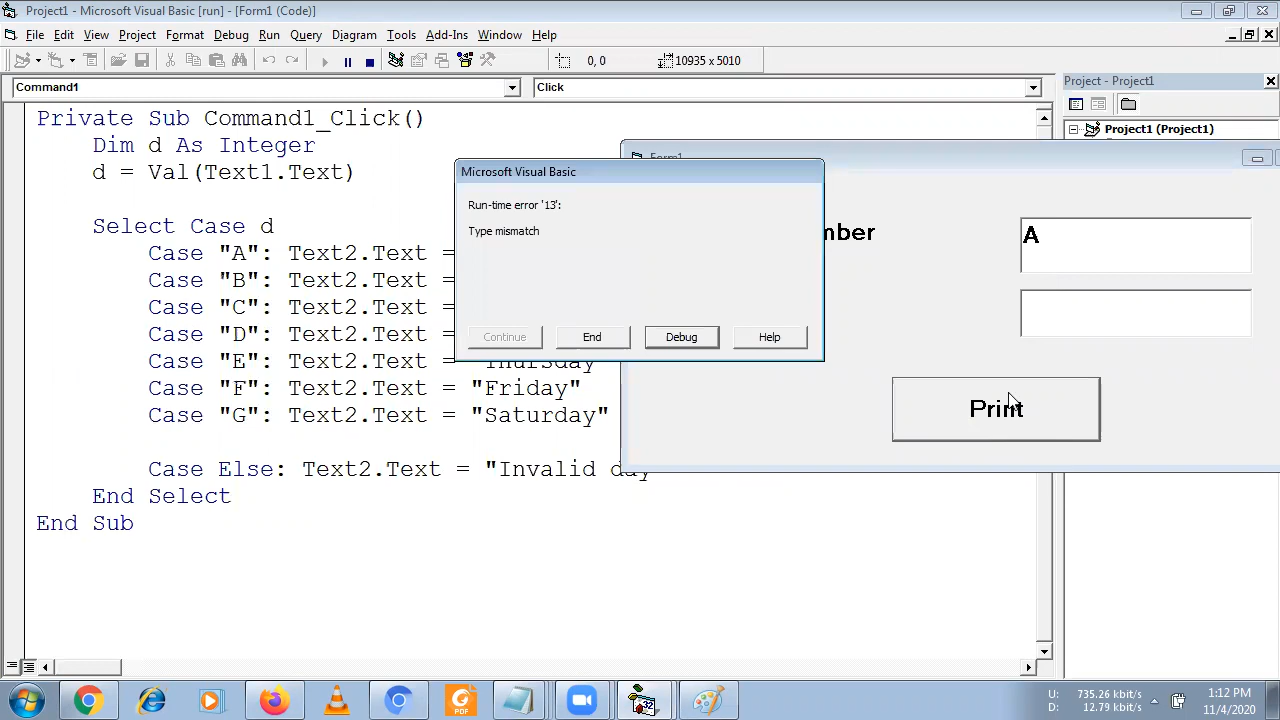 Project1 - Microsoft Visual Basic [run] - [Form1 (Code)]
File Edit View Project Format Debug Run Query Diagram Tools Add-Ins Window Help
0, 0 10935 x 5010
Command1 Click
Project - Project1
Project1 (Project1)
Private Sub Command1_Click()
Dim d As Integer
d = Val(Text1.Text)
Select Case d
Case "A": Text2.Text =
Case "B": Text2.Text =
Case "C": Text2.Text =
Case "D": Text2.Text =
Case "E": Text2.Text = "Thursday
Case "F": Text2.Text = "Friday"
Case "G": Text2.Text = "Saturday"
Case Else: Text2.Text = "Invalid day
End Select
End Sub
Form1
mber
A
Print
Microsoft Visual Basic
Run-time error '13':
Type mismatch
Continue End Debug Help
PDF
32
U: 735.26 kbit/s
D: 12.79 kbit/s
1:12 PM
11/4/2020